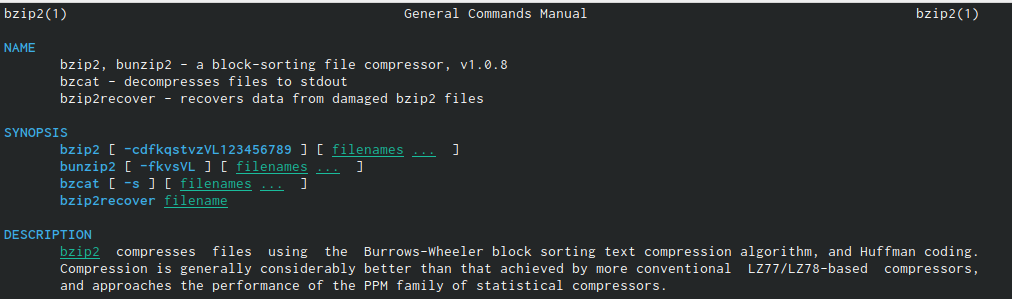 bzip2(1) General Commands Manual bzip2(1)
NAME
bzip2, bunzip2 - a block-sorting file compressor, v1.0.8
bzcat - decompresses files to stdout
bzip2recover - recovers data from damaged bzip2 files
SYNOPSIS
bzip2 [ -cdfkqstvzVL123456789 ] [ filenames ... ]
bunzip2 [ -fkvsVL ] [ filenames ... ]
bzcat [ -s ] [ filenames ... ]
bzip2recover filename
DESCRIPTION
bzip2 compresses files using the Burrows-Wheeler block sorting text compression algorithm, and Huffman coding.
Compression is generally considerably better than that achieved by more conventional LZ77/LZ78-based compressors,
and approaches the performance of the PPM family of statistical compressors.